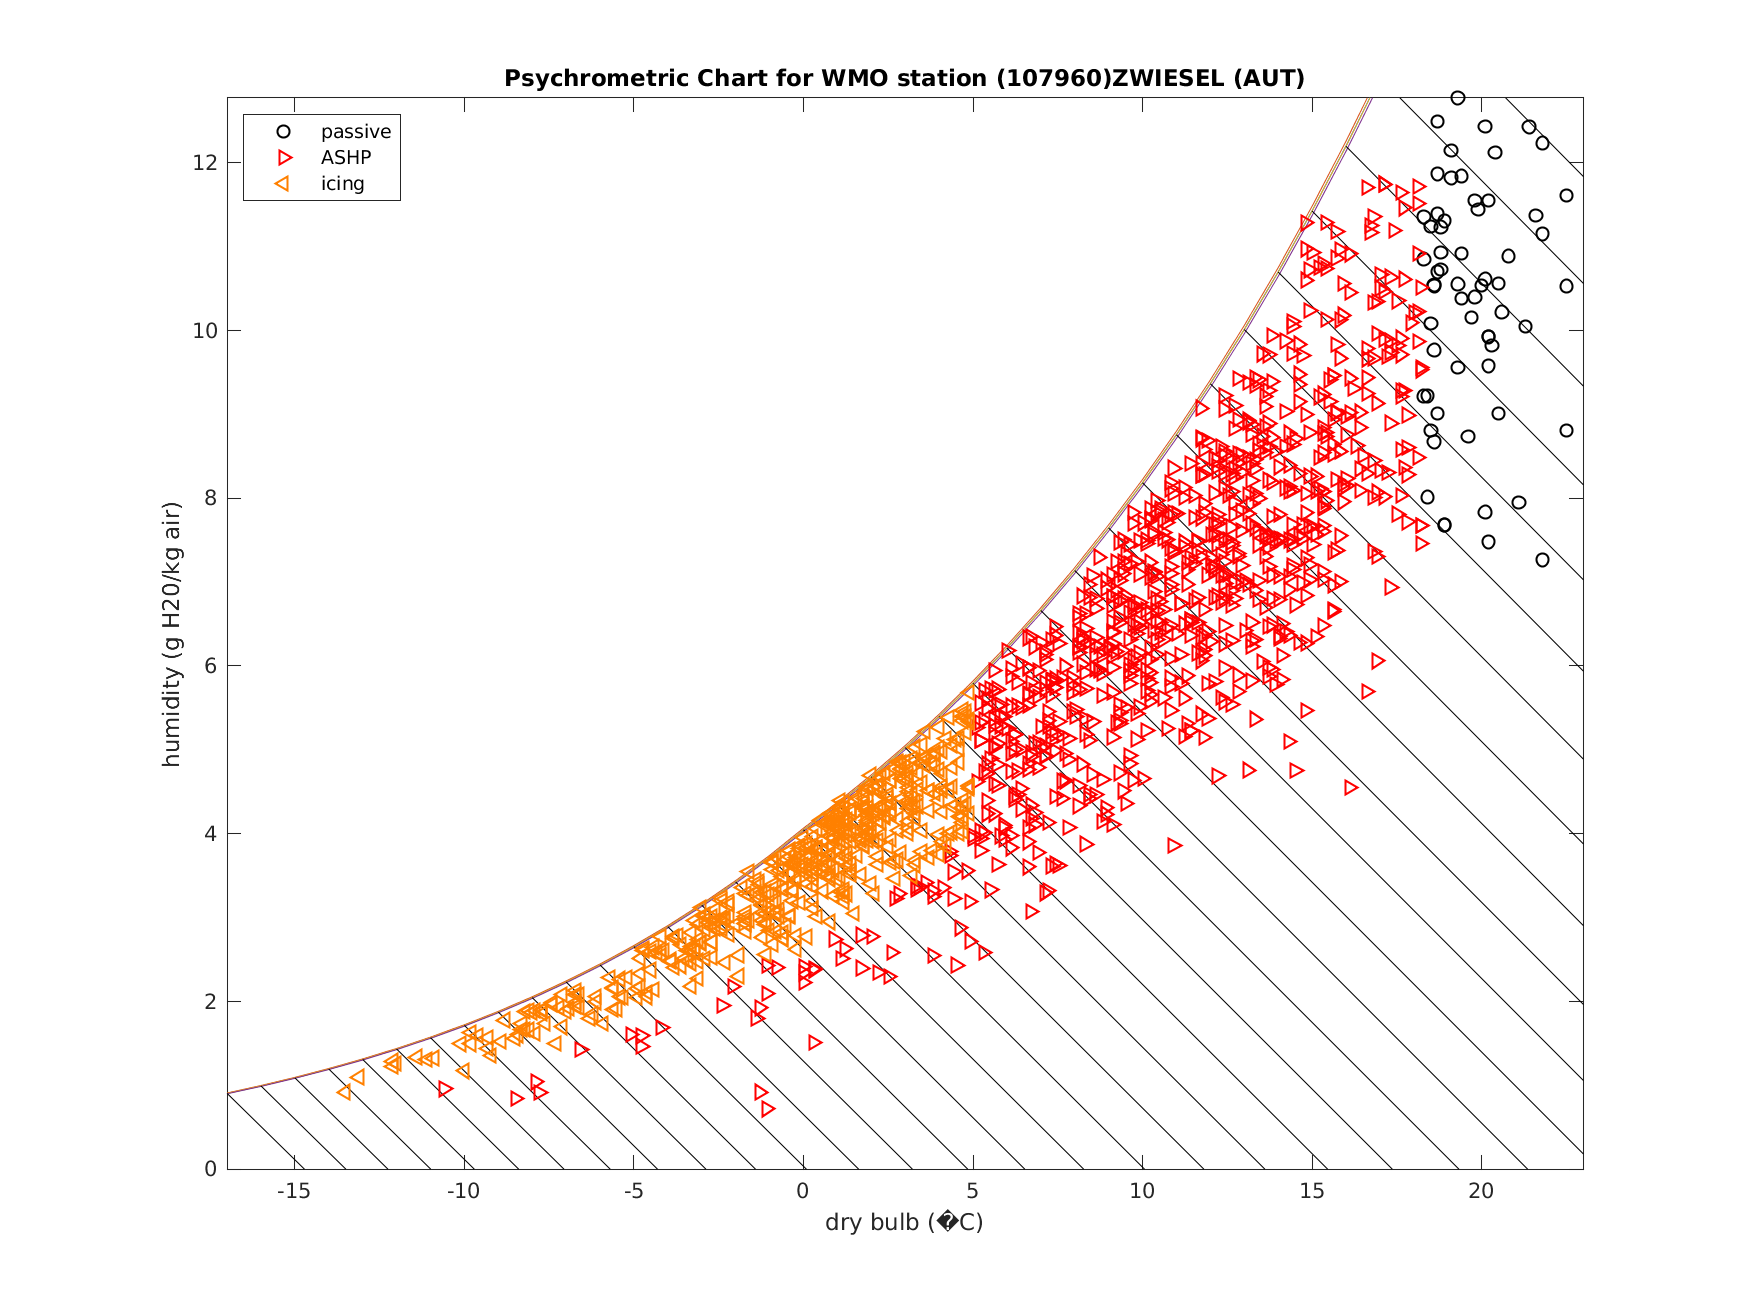 Psychrometric Chart for WMO station (107960)ZWIESEL (AUT)
passive
ASHP
icing
humidity (g H20/kg air)
12
10
8
6
4
2
0
-15 -10 -5 0 5 10 15 20
dry bulb (�C)